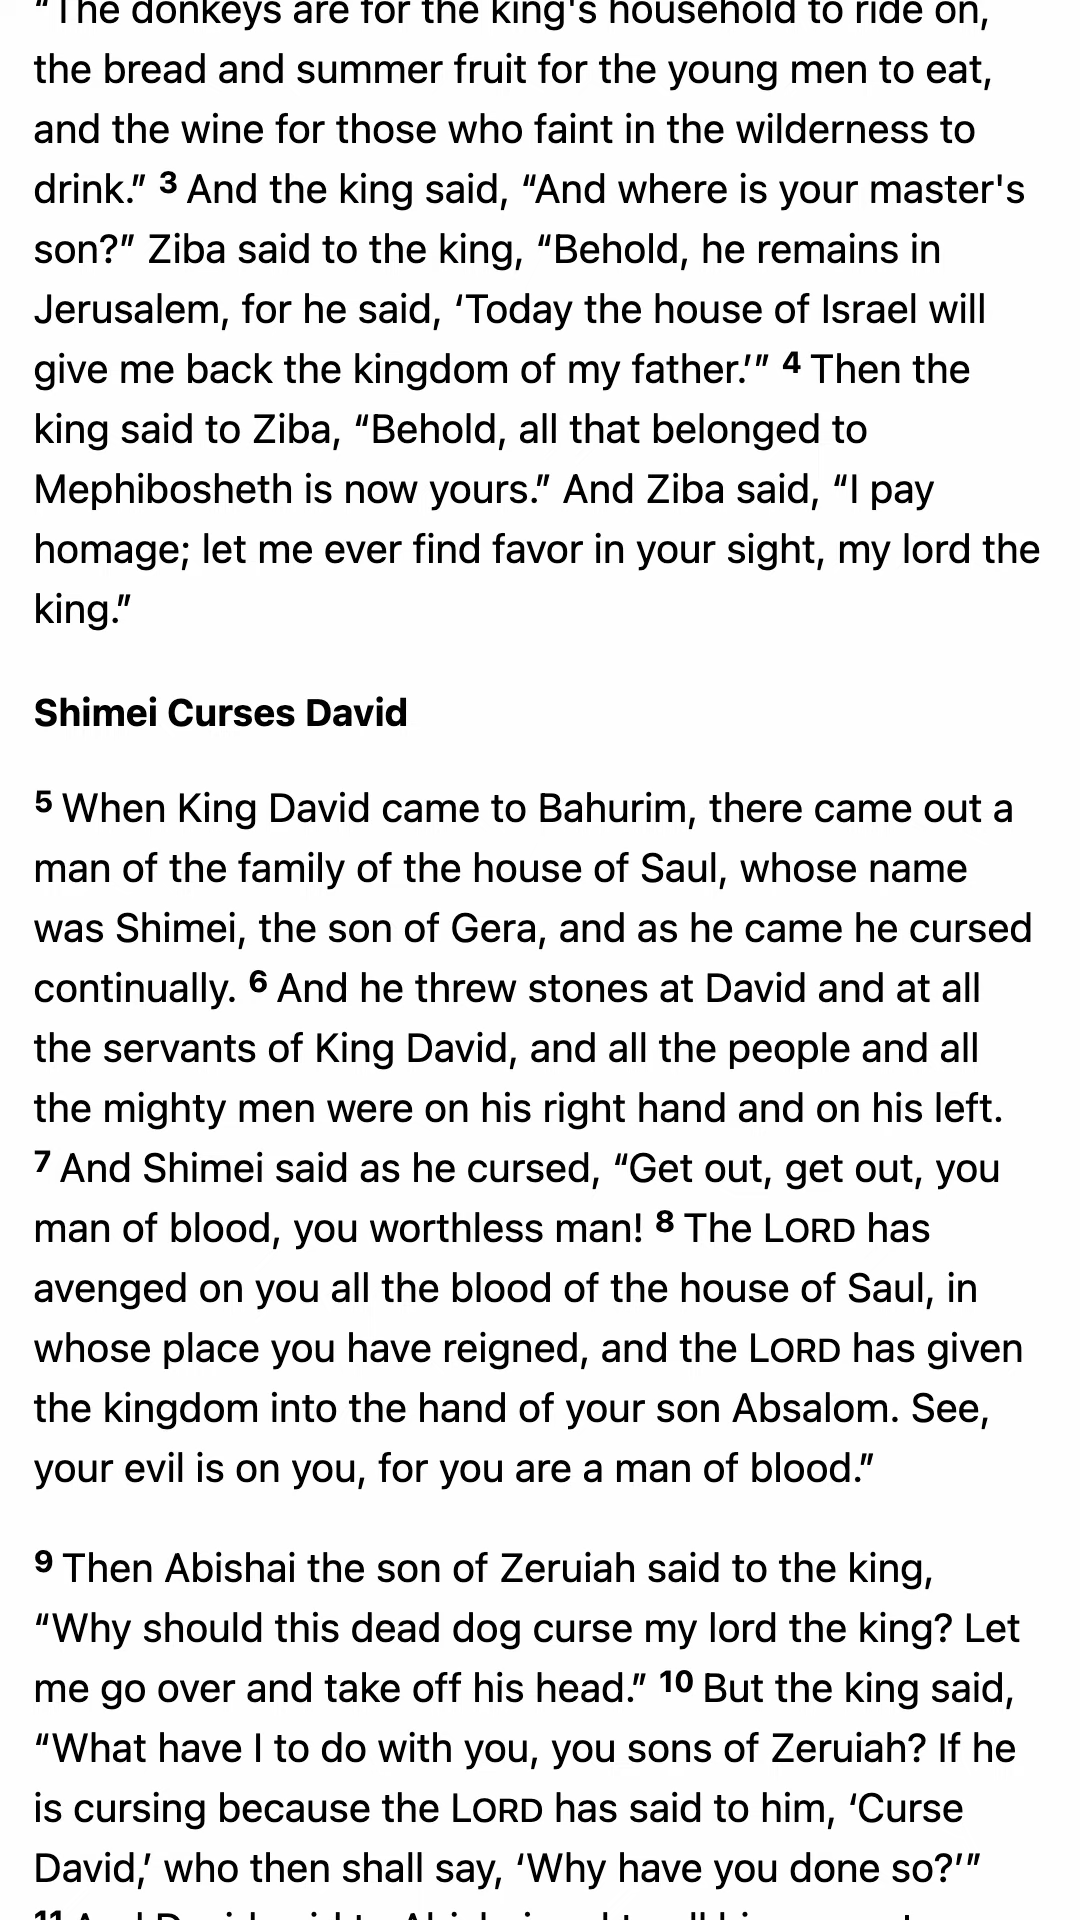 “The donkeys are for the king's household to ride on,
the bread and summer fruit for the young men to eat,
and the wine for those who faint in the wilderness to
drink.” 3 And the king said, “And where is your master's
son?” Ziba said to the king, “Behold, he remains in
Jerusalem, for he said, ‘Today the house of Israel will
give me back the kingdom of my father.’” 4 Then the
king said to Ziba, “Behold, all that belonged to
Mephibosheth is now yours.” And Ziba said, “I pay
homage; let me ever find favor in your sight, my lord the
king.”
Shimei Curses David
5 When King David came to Bahurim, there came out a
man of the family of the house of Saul, whose name
was Shimei, the son of Gera, and as he came he cursed
continually. 6 And he threw stones at David and at all
the servants of King David, and all the people and all
the mighty men were on his right hand and on his left.
7 And Shimei said as he cursed, “Get out, get out, you
man of blood, you worthless man! 8 The LORD has
avenged on you all the blood of the house of Saul, in
whose place you have reigned, and the LORD has given
the kingdom into the hand of your son Absalom. See,
your evil is on you, for you are a man of blood.”
9 Then Abishai the son of Zeruiah said to the king,
“Why should this dead dog curse my lord the king? Let
me go over and take off his head.” 10 But the king said,
“What have I to do with you, you sons of Zeruiah? If he
is cursing because the LORD has said to him, ‘Curse
David,’ who then shall say, ‘Why have you done so?’”